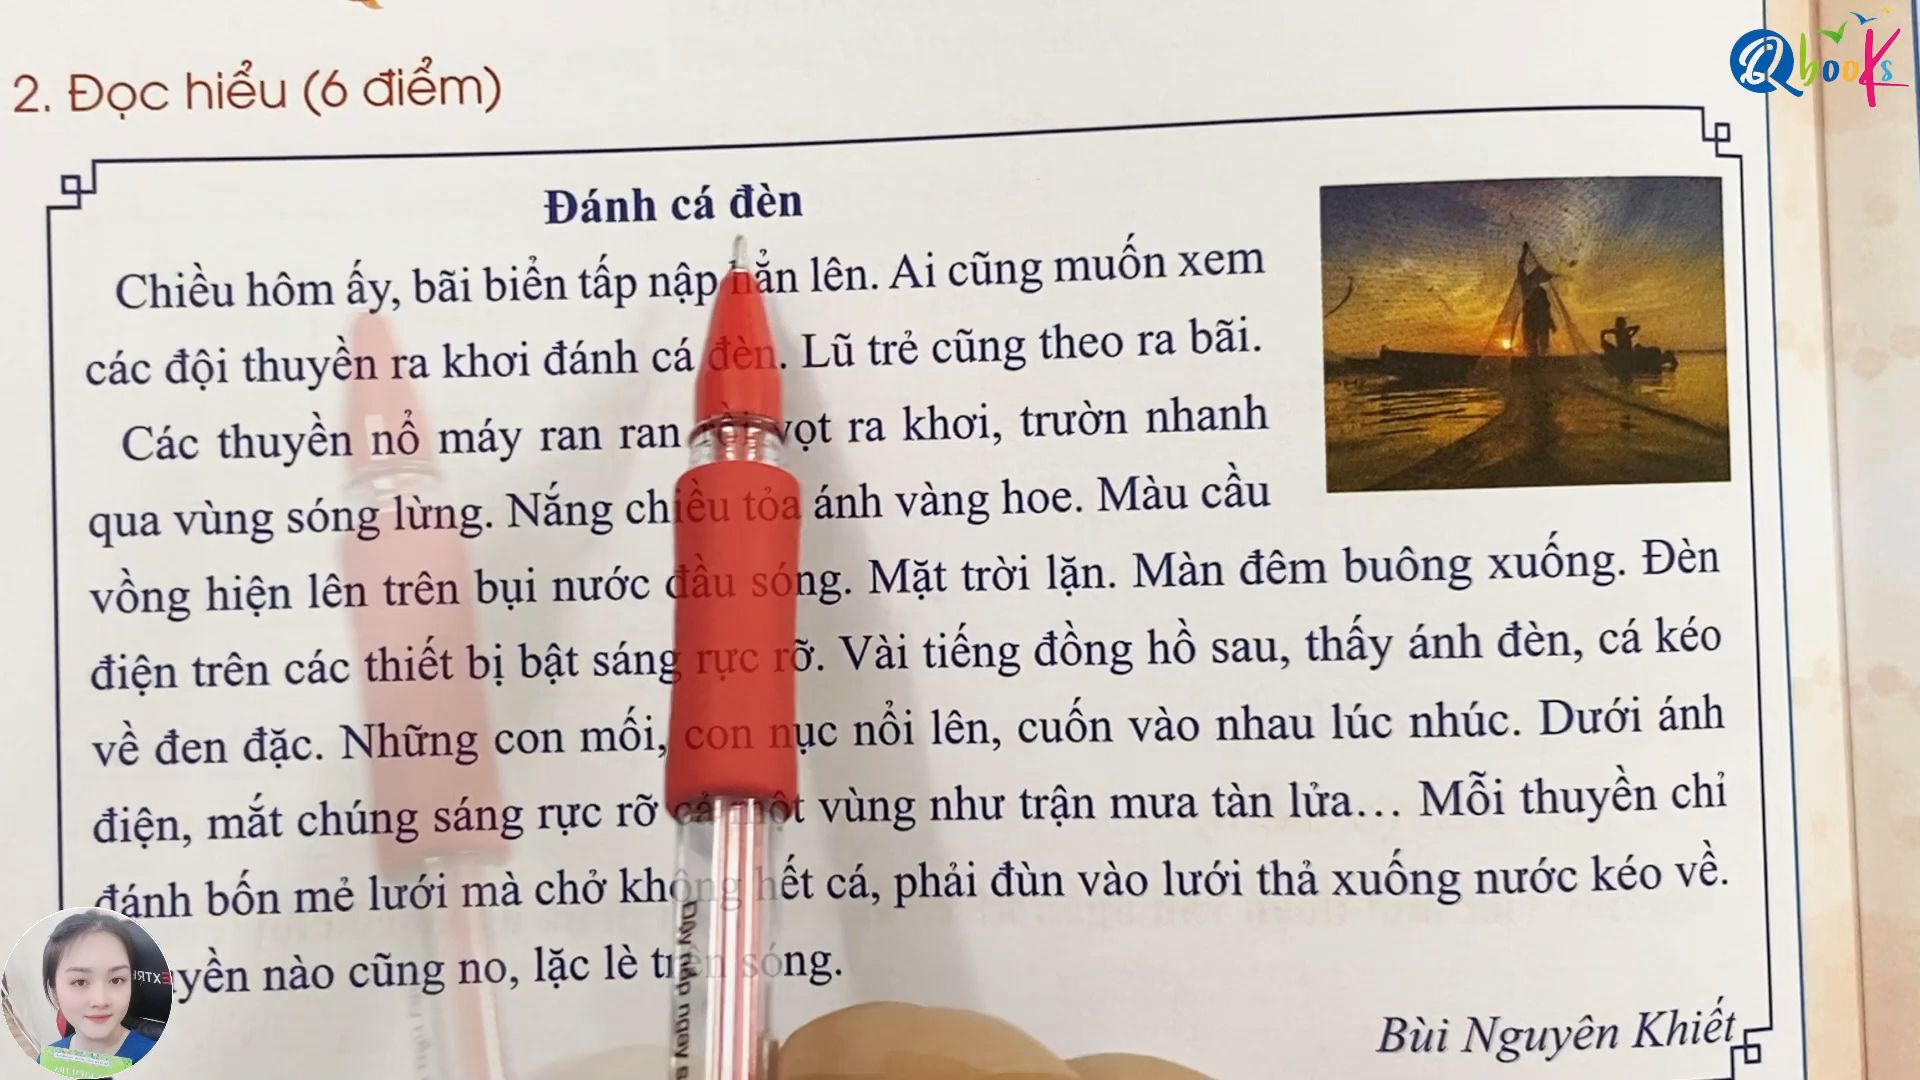 Qbooks
2. Đọc hiểu (6 điểm)
Đánh cá đèn
Chiều hôm ấy, bãi biển tấp nập hẳn lên. Ai cũng muốn xem
các đội thuyền ra khơi đánh cá đèn. Lũ trẻ cũng theo ra bãi.
Các thuyền nổ máy ran ran rồi vọt ra khơi, trườn nhanh
qua vùng sóng lừng. Nắng chiều tỏa ánh vàng hoe. Màu cầu
vồng hiện lên trên bụi nước đầu sóng. Mặt trời lặn. Màn đêm buông xuống. Đèn
điện trên các thiết bị bật sáng rực rỡ. Vài tiếng đồng hồ sau, thấy ánh đèn, cá kéo
về đen đặc. Những con mối, con nục nổi lên, cuốn vào nhau lúc nhúc. Dưới ánh
điện, mắt chúng sáng rực rỡ cả một vùng như trận mưa tàn lửa... Mỗi thuyền chỉ
đánh bốn mẻ lưới mà chở không hết cá, phải đùn vào lưới thả xuống nước kéo về.
yền nào cũng no, lặc lè trên sóng.
Bùi Nguyên Khiết